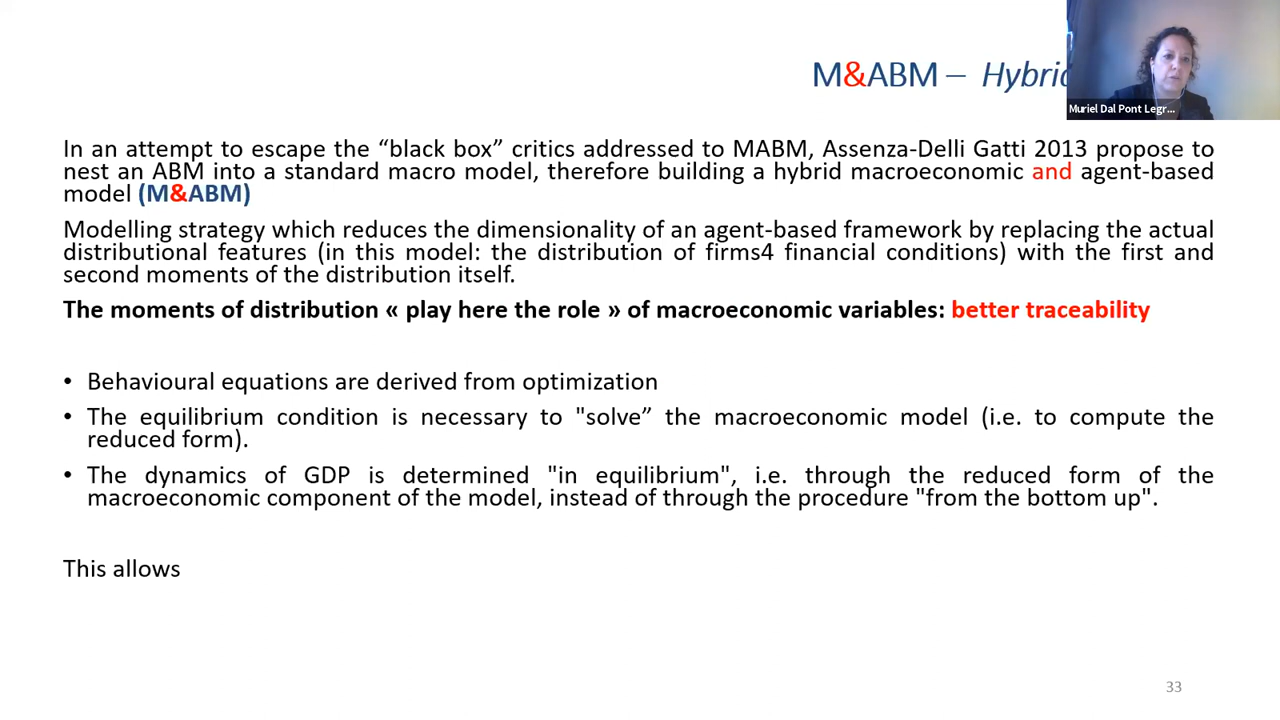 M&ABM – Hybrid
Muriel Dal Pont Legr...
In an attempt to escape the “black box” critics addressed to MABM, Assenza-Delli Gatti 2013 propose to
nest an ABM into a standard macro model, therefore building a hybrid macroeconomic and agent-based
model (M&ABM)
Modelling strategy which reduces the dimensionality of an agent-based framework by replacing the actual
distributional features (in this model: the distribution of firms4 financial conditions) with the first and
second moments of the distribution itself.
The moments of distribution « play here the role » of macroeconomic variables: better traceability
• Behavioural equations are derived from optimization
• The equilibrium condition is necessary to "solve” the macroeconomic model (i.e. to compute the
reduced form).
• The dynamics of GDP is determined "in equilibrium", i.e. through the reduced form of the
macroeconomic component of the model, instead of through the procedure "from the bottom up".
This allows
33